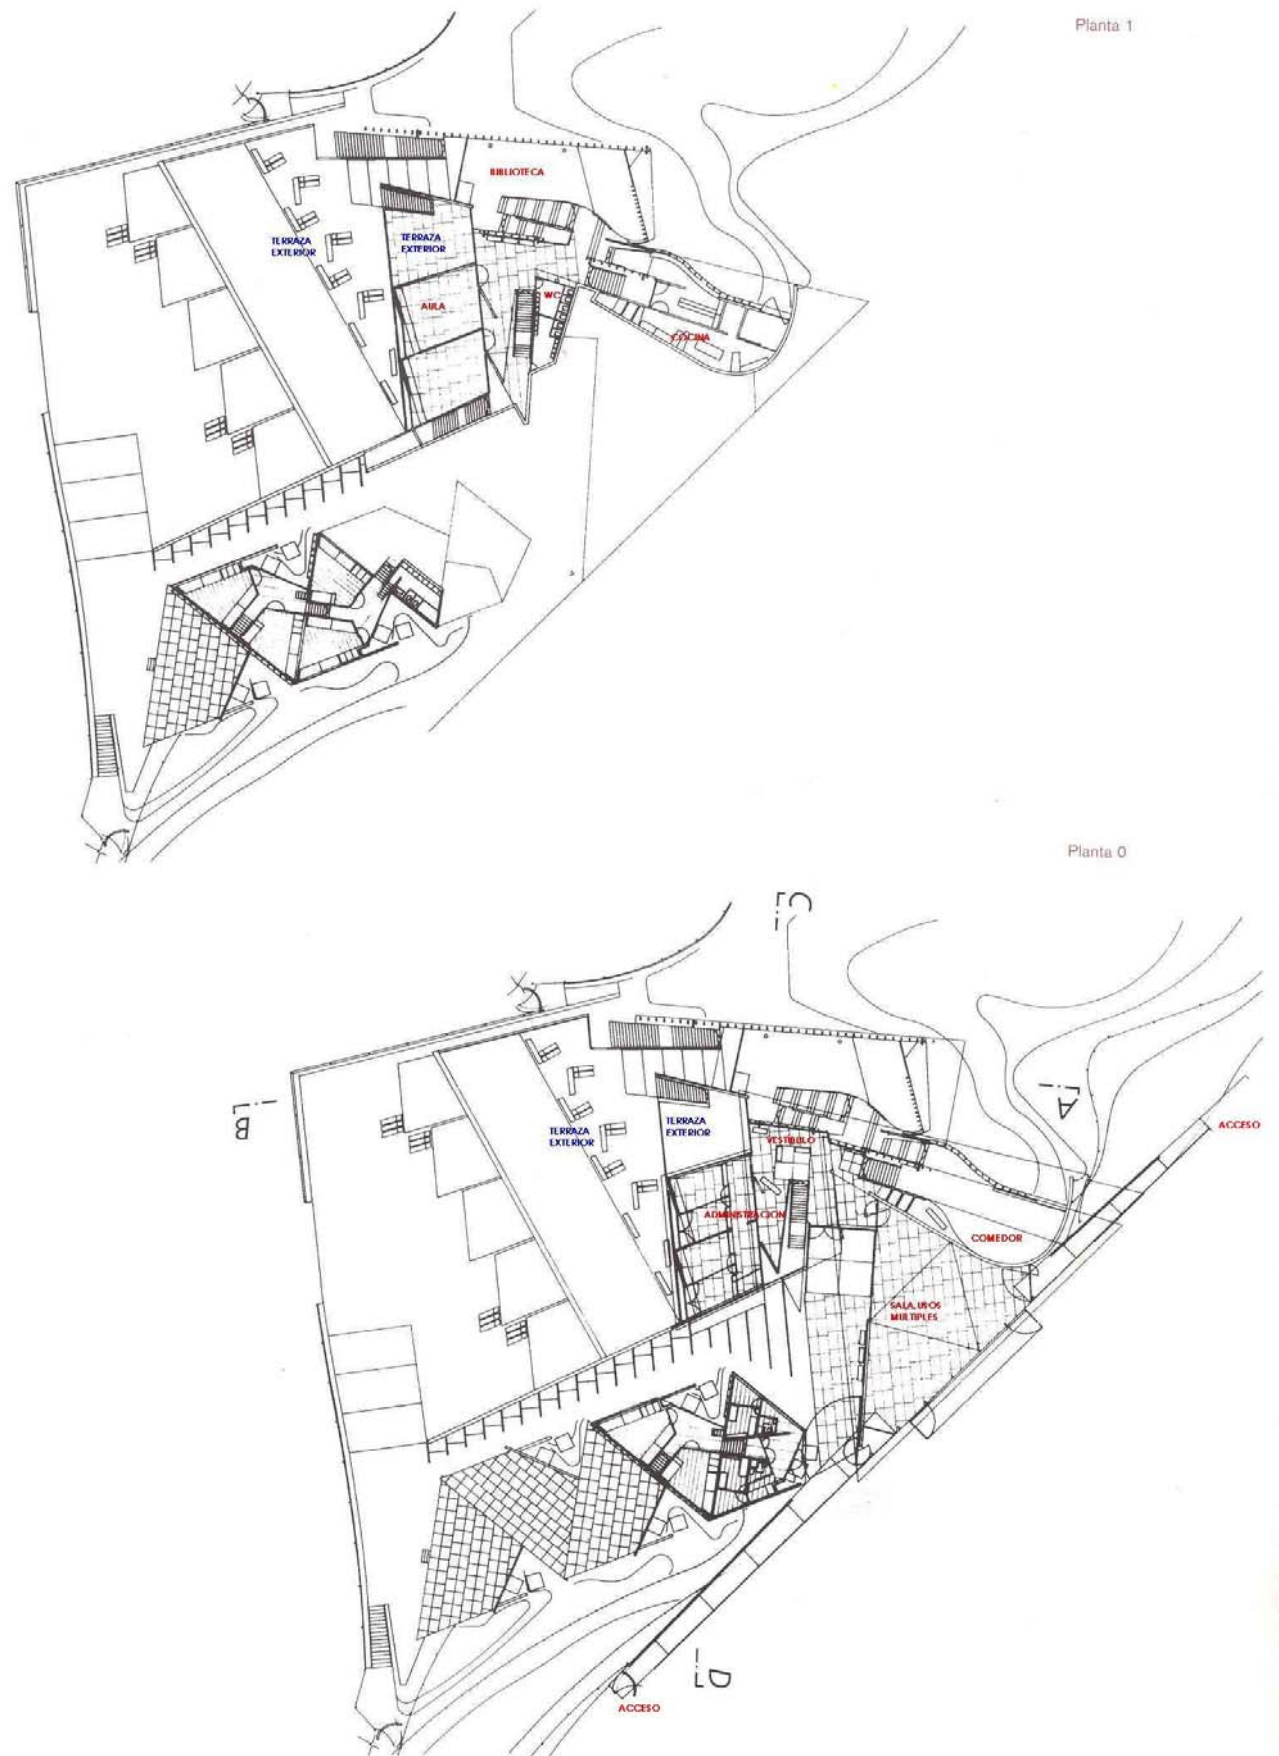 Planta 1
BIBLIOTECA
TERRAZA
EXTERIOR
TERRAZA
EXTERIOR
AULA
WC
COCINA
Planta 0
C
B
A
ACCESO
TERRAZA
EXTERIOR
TERRAZA
EXTERIOR
VESTIBULO
ADMINISTRACION
COMEDOR
SALA, USOS
MULTIPLES
D
ACCESO